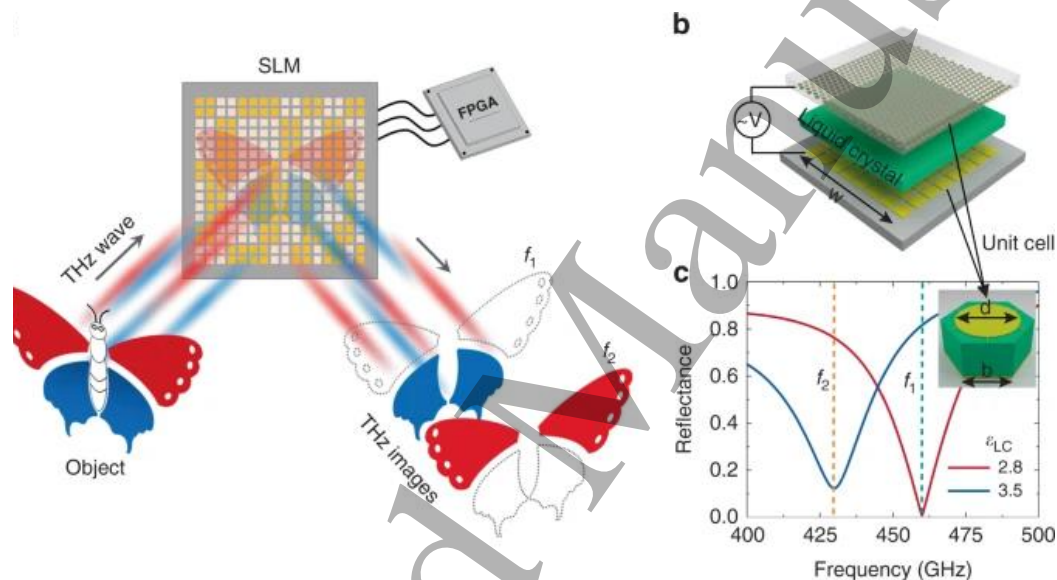 SLM
FPGA
THz wave
f₁
f₂
Object
THz images
b
~V
Liquid crystal
w
Unit cell
c
1.0
0.8
0.6
0.4
0.2
0.0
Reflectance
f₂
f₁
d
b
εLC
2.8
3.5
400 425 450 475 500
Frequency (GHz)
d Manu